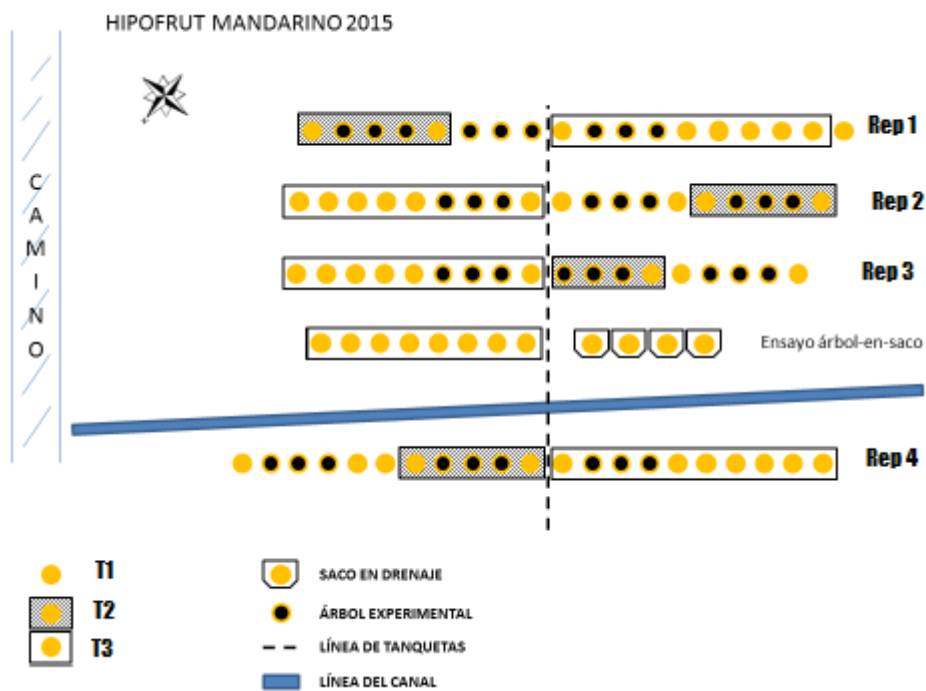 HIPOFRUT MANDARINO 2015
CAMINO
Rep 1
Rep 2
Rep 3
Ensayo árbol-en-saco
Rep 4
T1
T2
T3
SACO EN DRENAJE
ÁRBOL EXPERIMENTAL
LÍNEA DE TANQUETAS
LÍNEA DEL CANAL